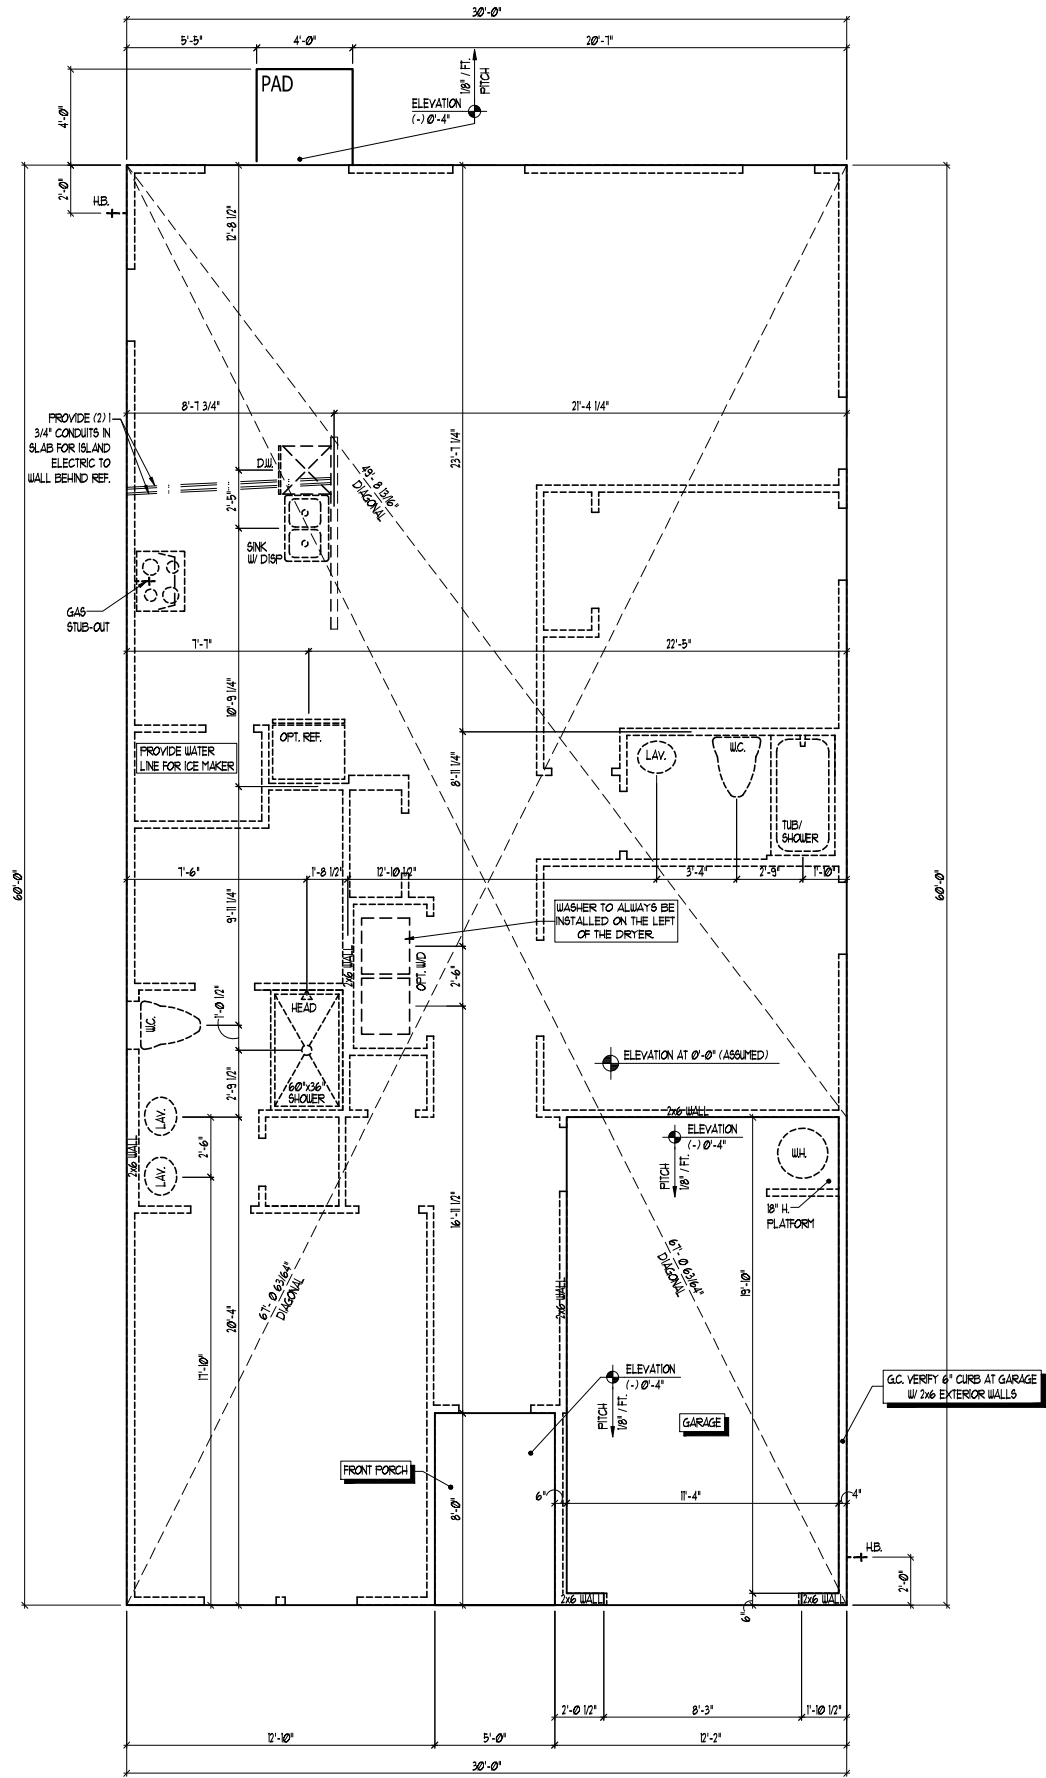 30'-0"
5'-5"
4'-0"
20'-7"
PAD
4'-0"
1/8" / FT.
PITCH
ELEVATION
(-) 0'-4"
2'-0"
H.B.
12'-8 1/2"
8'-7 3/4"
21'-4 1/4"
PROVIDE (2) 1
3/4" CONDUITS IN
SLAB FOR ISLAND
ELECTRIC TO
WALL BEHIND REF.
D.W.
23'-7 1/4"
49'- 8 13/16"
DIAGONAL
2'-5"
SINK
W/ DISP
GAS
STUB-OUT
7'-7"
22'-5"
10'-9 1/4"
OPT. REF.
PROVIDE WATER
LINE FOR ICE MAKER
8'-11 1/4"
LAV.
W.C.
TUB/
SHOWER
7'-6"
1'-8 1/2"
12'-10 1/2"
3'-4"
2'-9"
1'-10"
60'-0"
60'-0"
9'-11 1/4"
WASHER TO ALWAYS BE
INSTALLED ON THE LEFT
OF THE DRYER.
2x6 WALL
OPT. W/D
2'-6"
1'-0 1/2"
W.C.
HEAD
ELEVATION AT 0'-0" (ASSUMED)
2'-9 1/2"
60"x36"
SHOWER
LAV.
2x6 WALL
2x6 WALL
ELEVATION
(-) 0'-4"
2'-6"
W.H.
LAV.
PITCH
1/8" / FT.
18" H.
PLATFORM
16'-11 1/2"
67'- 0 63/64"
DIAGONAL
67'- 0 63/64"
DIAGONAL
20'-4"
2x6 WALL
19'-10"
17'-10"
ELEVATION
(-) 0'-4"
G.C. VERIFY 6" CURB AT GARAGE
W/ 2x6 EXTERIOR WALLS
PITCH
1/8" / FT.
GARAGE
FRONT PORCH
8'-0"
6"
11'-4"
4"
H.B.
2'-0"
2x6 WALL
2x6 WALL
6"
2'-0 1/2"
8'-3"
1'-10 1/2"
12'-10"
5'-0"
12'-2"
30'-0"